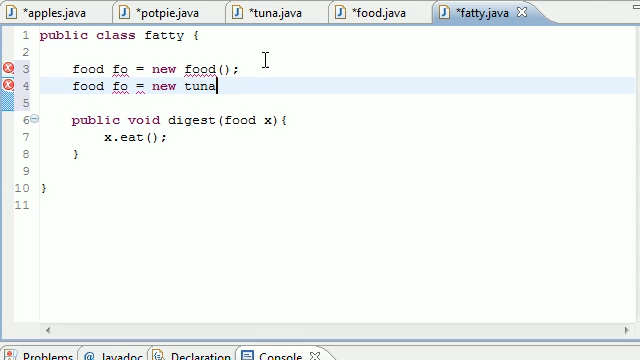 *apples.java *potpie.java *tuna.java *food.java *fatty.java
1 public class fatty {
2
3 food fo = new food();
4 food fo = new tuna
5
6 public void digest(food x){
7 x.eat();
8 }
9
10 }
11
Problems @ Javadoc Declaration Console